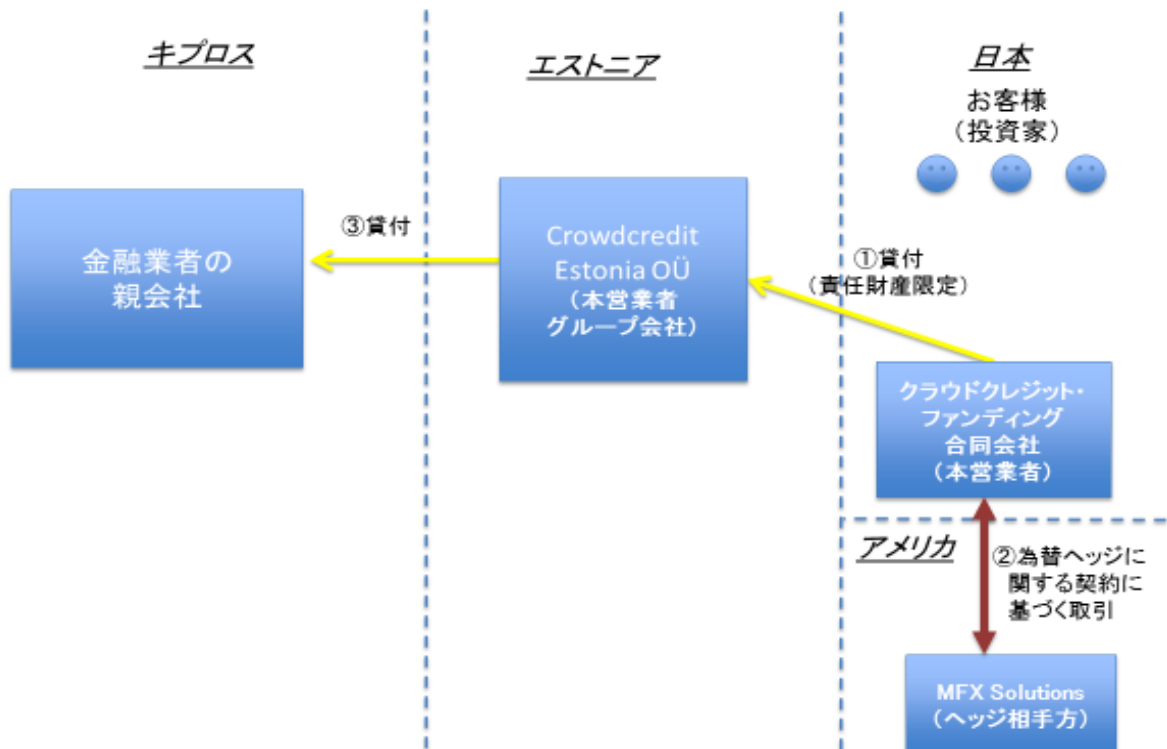 キプロス
エストニア
日本
お客様
（投資家）
金融業者の
親会社
③貸付
Crowdcredit
Estonia OÜ
（本営業者
グループ会社）
①貸付
（責任財産限定）
クラウドクレジット・
ファンディング
合同会社
（本営業者）
アメリカ
②為替ヘッジに
関する契約に
基づく取引
MFX Solutions
（ヘッジ相手方）